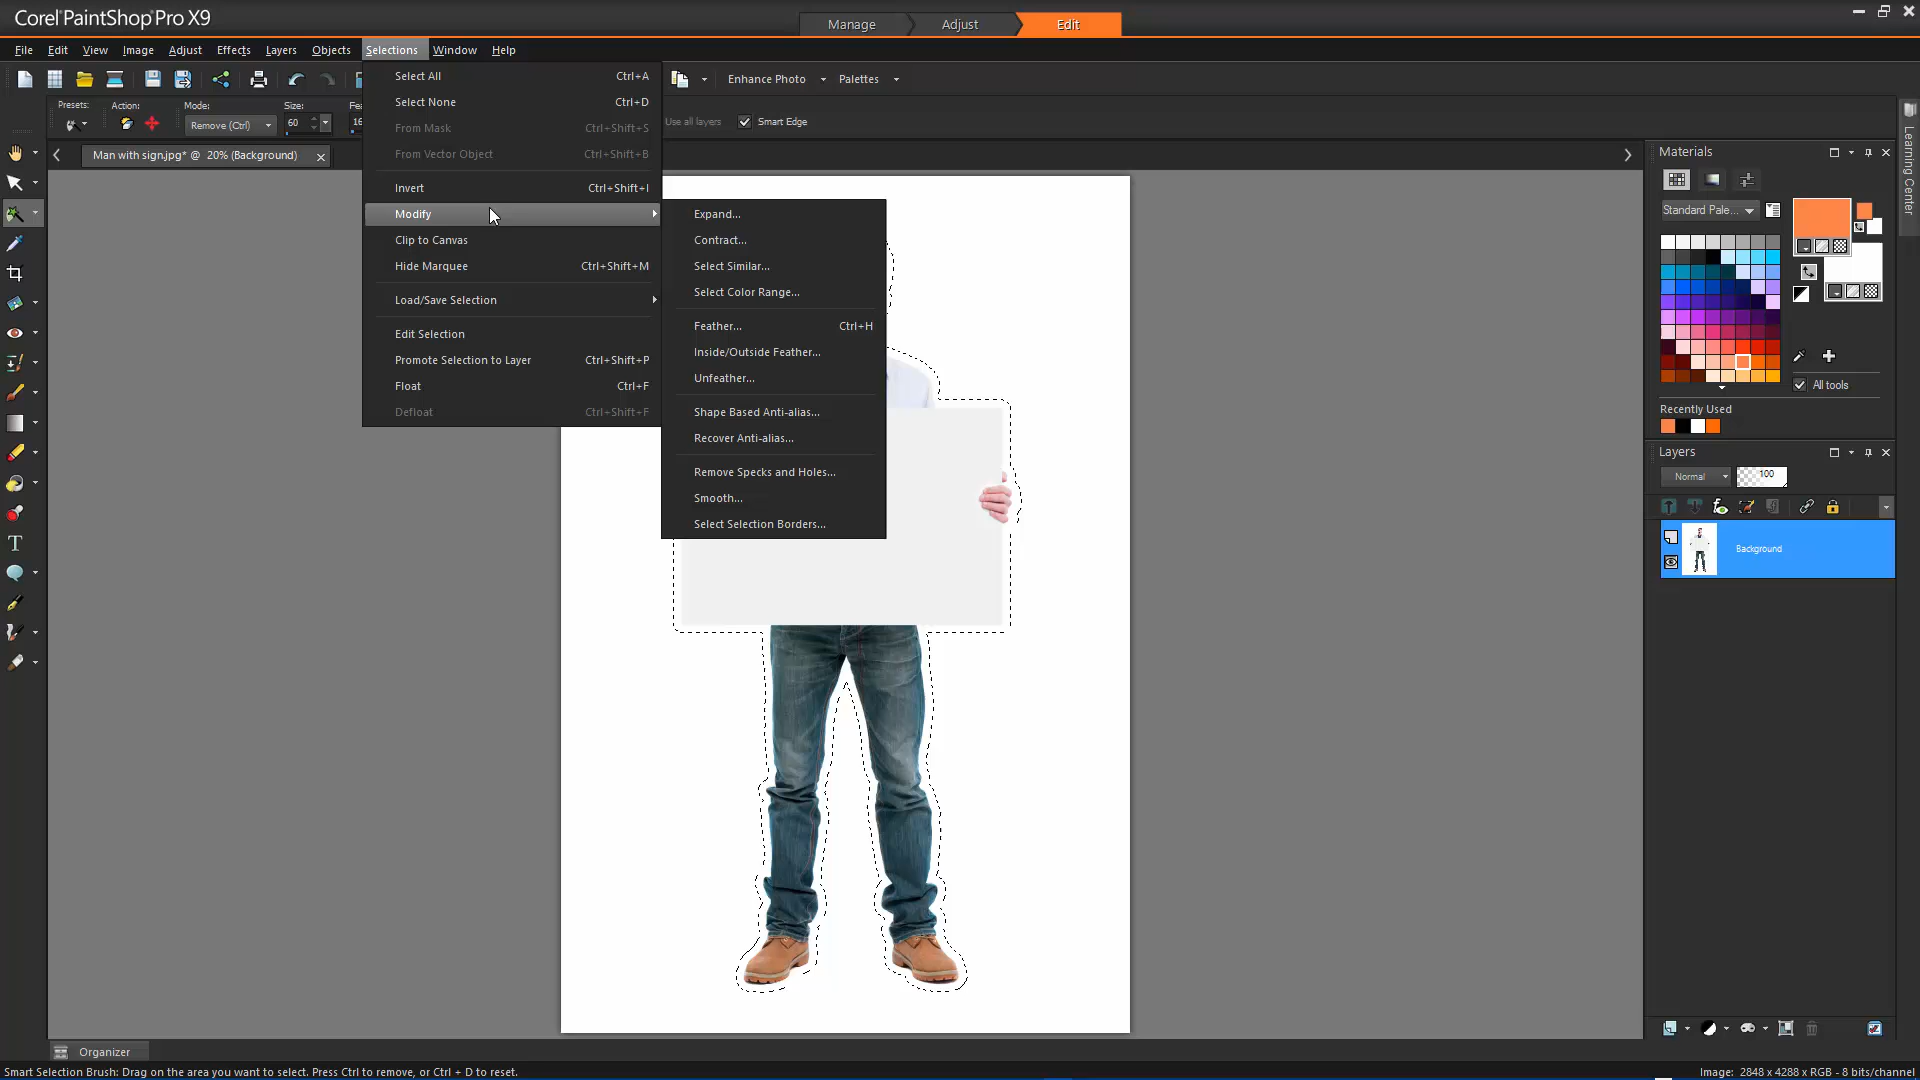 Corel PaintShop Pro X9
Manage
Adjust
Edit
File
Edit
View
Image
Adjust
Effects
Layers
Objects
Selections
Window
Help
Enhance Photo
Palettes
Presets:
Action:
Mode:
Size:
Remove (Ctrl)
60
Use all layers
Smart Edge
Man with sign.jpg* @ 20% (Background)
Select All Ctrl+A
Select None Ctrl+D
From Mask Ctrl+Shift+S
From Vector Object Ctrl+Shift+B
Invert Ctrl+Shift+I
Modify
Clip to Canvas
Hide Marquee Ctrl+Shift+M
Load/Save Selection
Edit Selection
Promote Selection to Layer Ctrl+Shift+P
Float Ctrl+F
Defloat Ctrl+Shift+F
Expand...
Contract...
Select Similar...
Select Color Range...
Feather... Ctrl+H
Inside/Outside Feather...
Unfeather...
Shape Based Anti-alias...
Recover Anti-alias...
Remove Specks and Holes...
Smooth...
Select Selection Borders...
Materials
Standard Pale...
All tools
Recently Used
Layers
Normal
100
Background
Learning Center
Organizer
Smart Selection Brush: Drag on the area you want to select. Press Ctrl to remove, or Ctrl + D to reset.
Image: 2848 x 4288 x RGB - 8 bits/channel